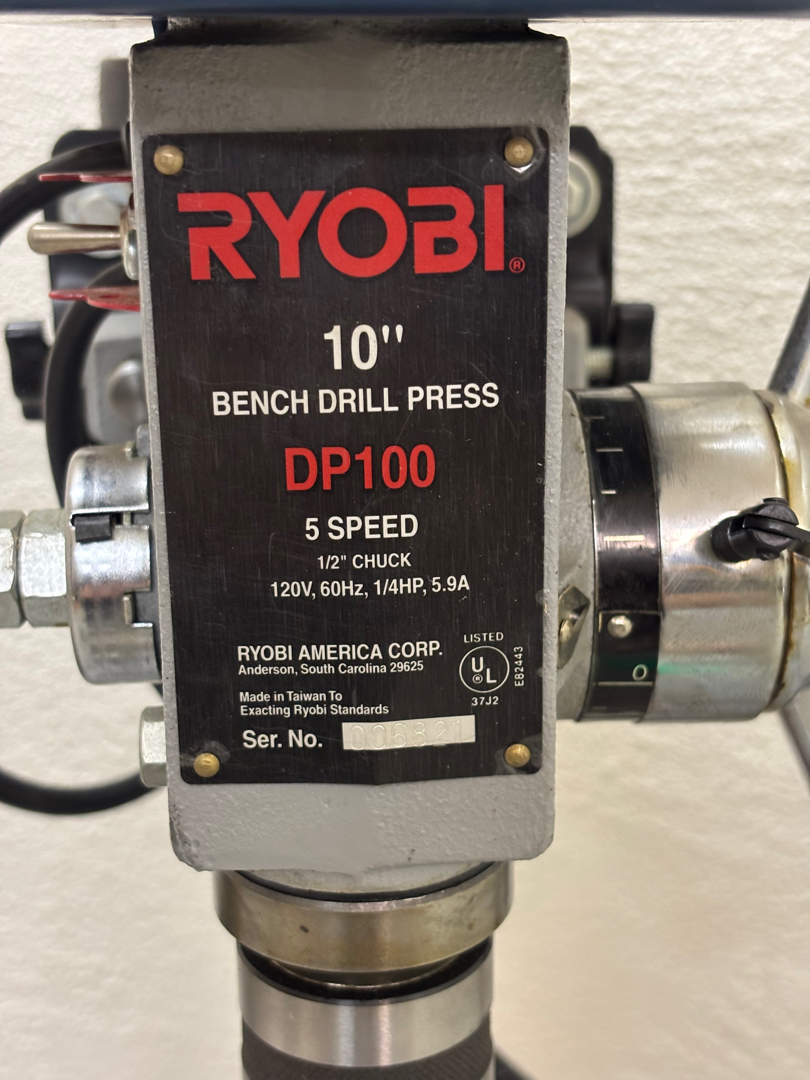 RYOBI®
10"
BENCH DRILL PRESS
DP100
5 SPEED
1/2" CHUCK
120V, 60Hz, 1/4HP, 5.9A
RYOBI AMERICA CORP.
Anderson, South Carolina 29625
LISTED
UL®
E82443
37J2
Made in Taiwan To
Exacting Ryobi Standards
Ser. No.
0